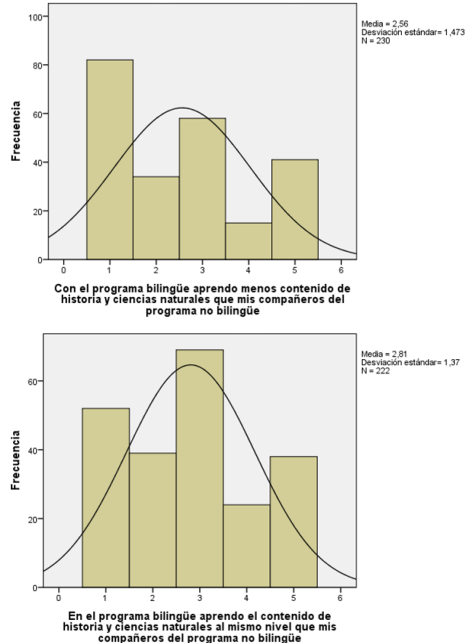 Media = 2,56
Desviación estándar= 1,473
N = 230
100
80
60
40
20
0
Frecuencia
0 1 2 3 4 5 6
Con el programa bilingüe aprendo menos contenido de
historia y ciencias naturales que mis compañeros del
programa no bilingüe
Media = 2,81
Desviación estándar= 1,37
N = 222
60
40
20
0
Frecuencia
0 1 2 3 4 5 6
En el programa bilingüe aprendo el contenido de
historia y ciencias naturales al mismo nivel que mis
compañeros del programa no bilingüe